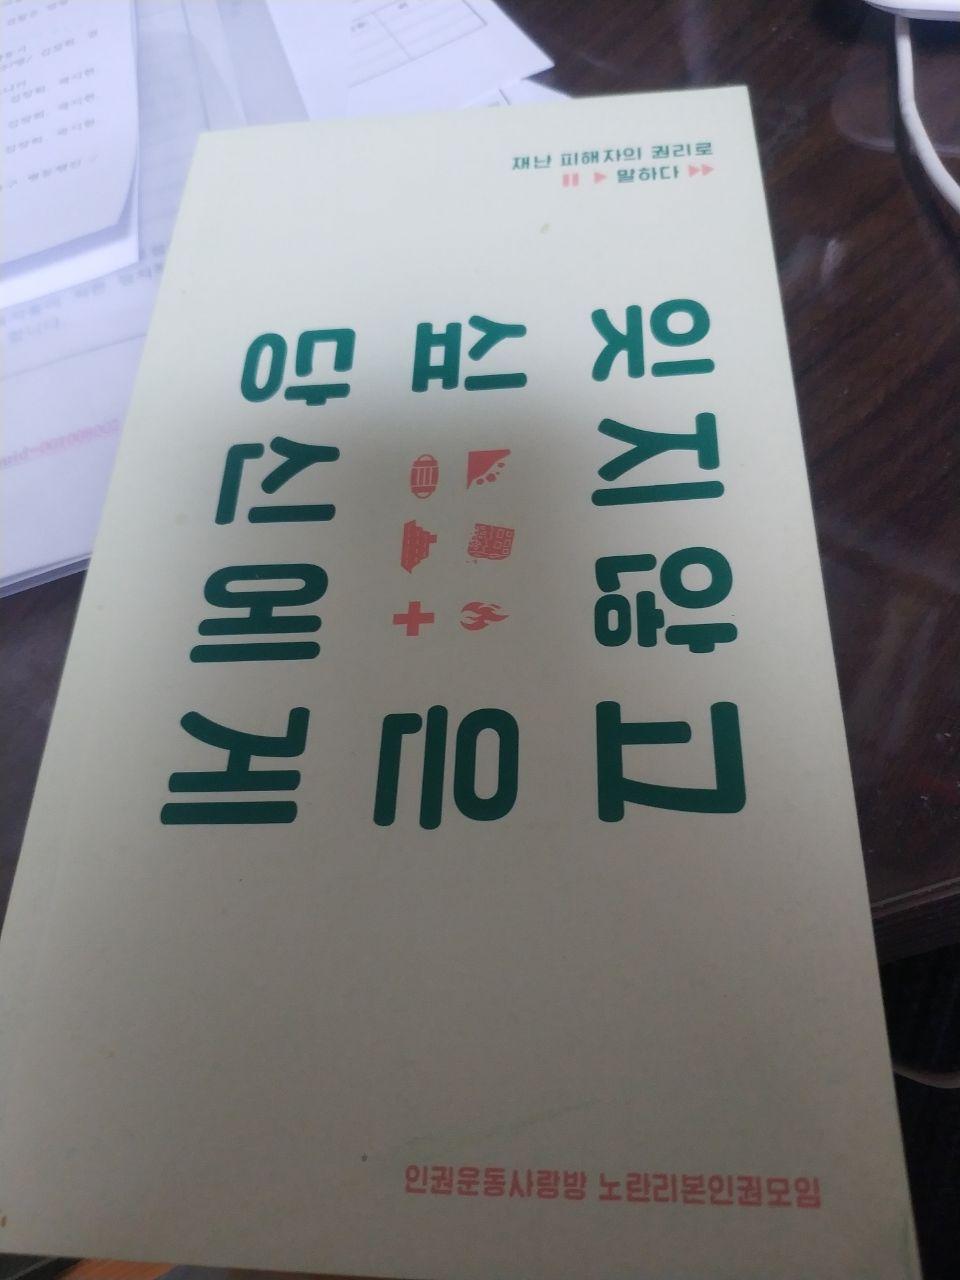 재난 피해자의 권리로
말하다
잊지않고
싶은
당신에게
인권운동사랑방 노란리본인권모임